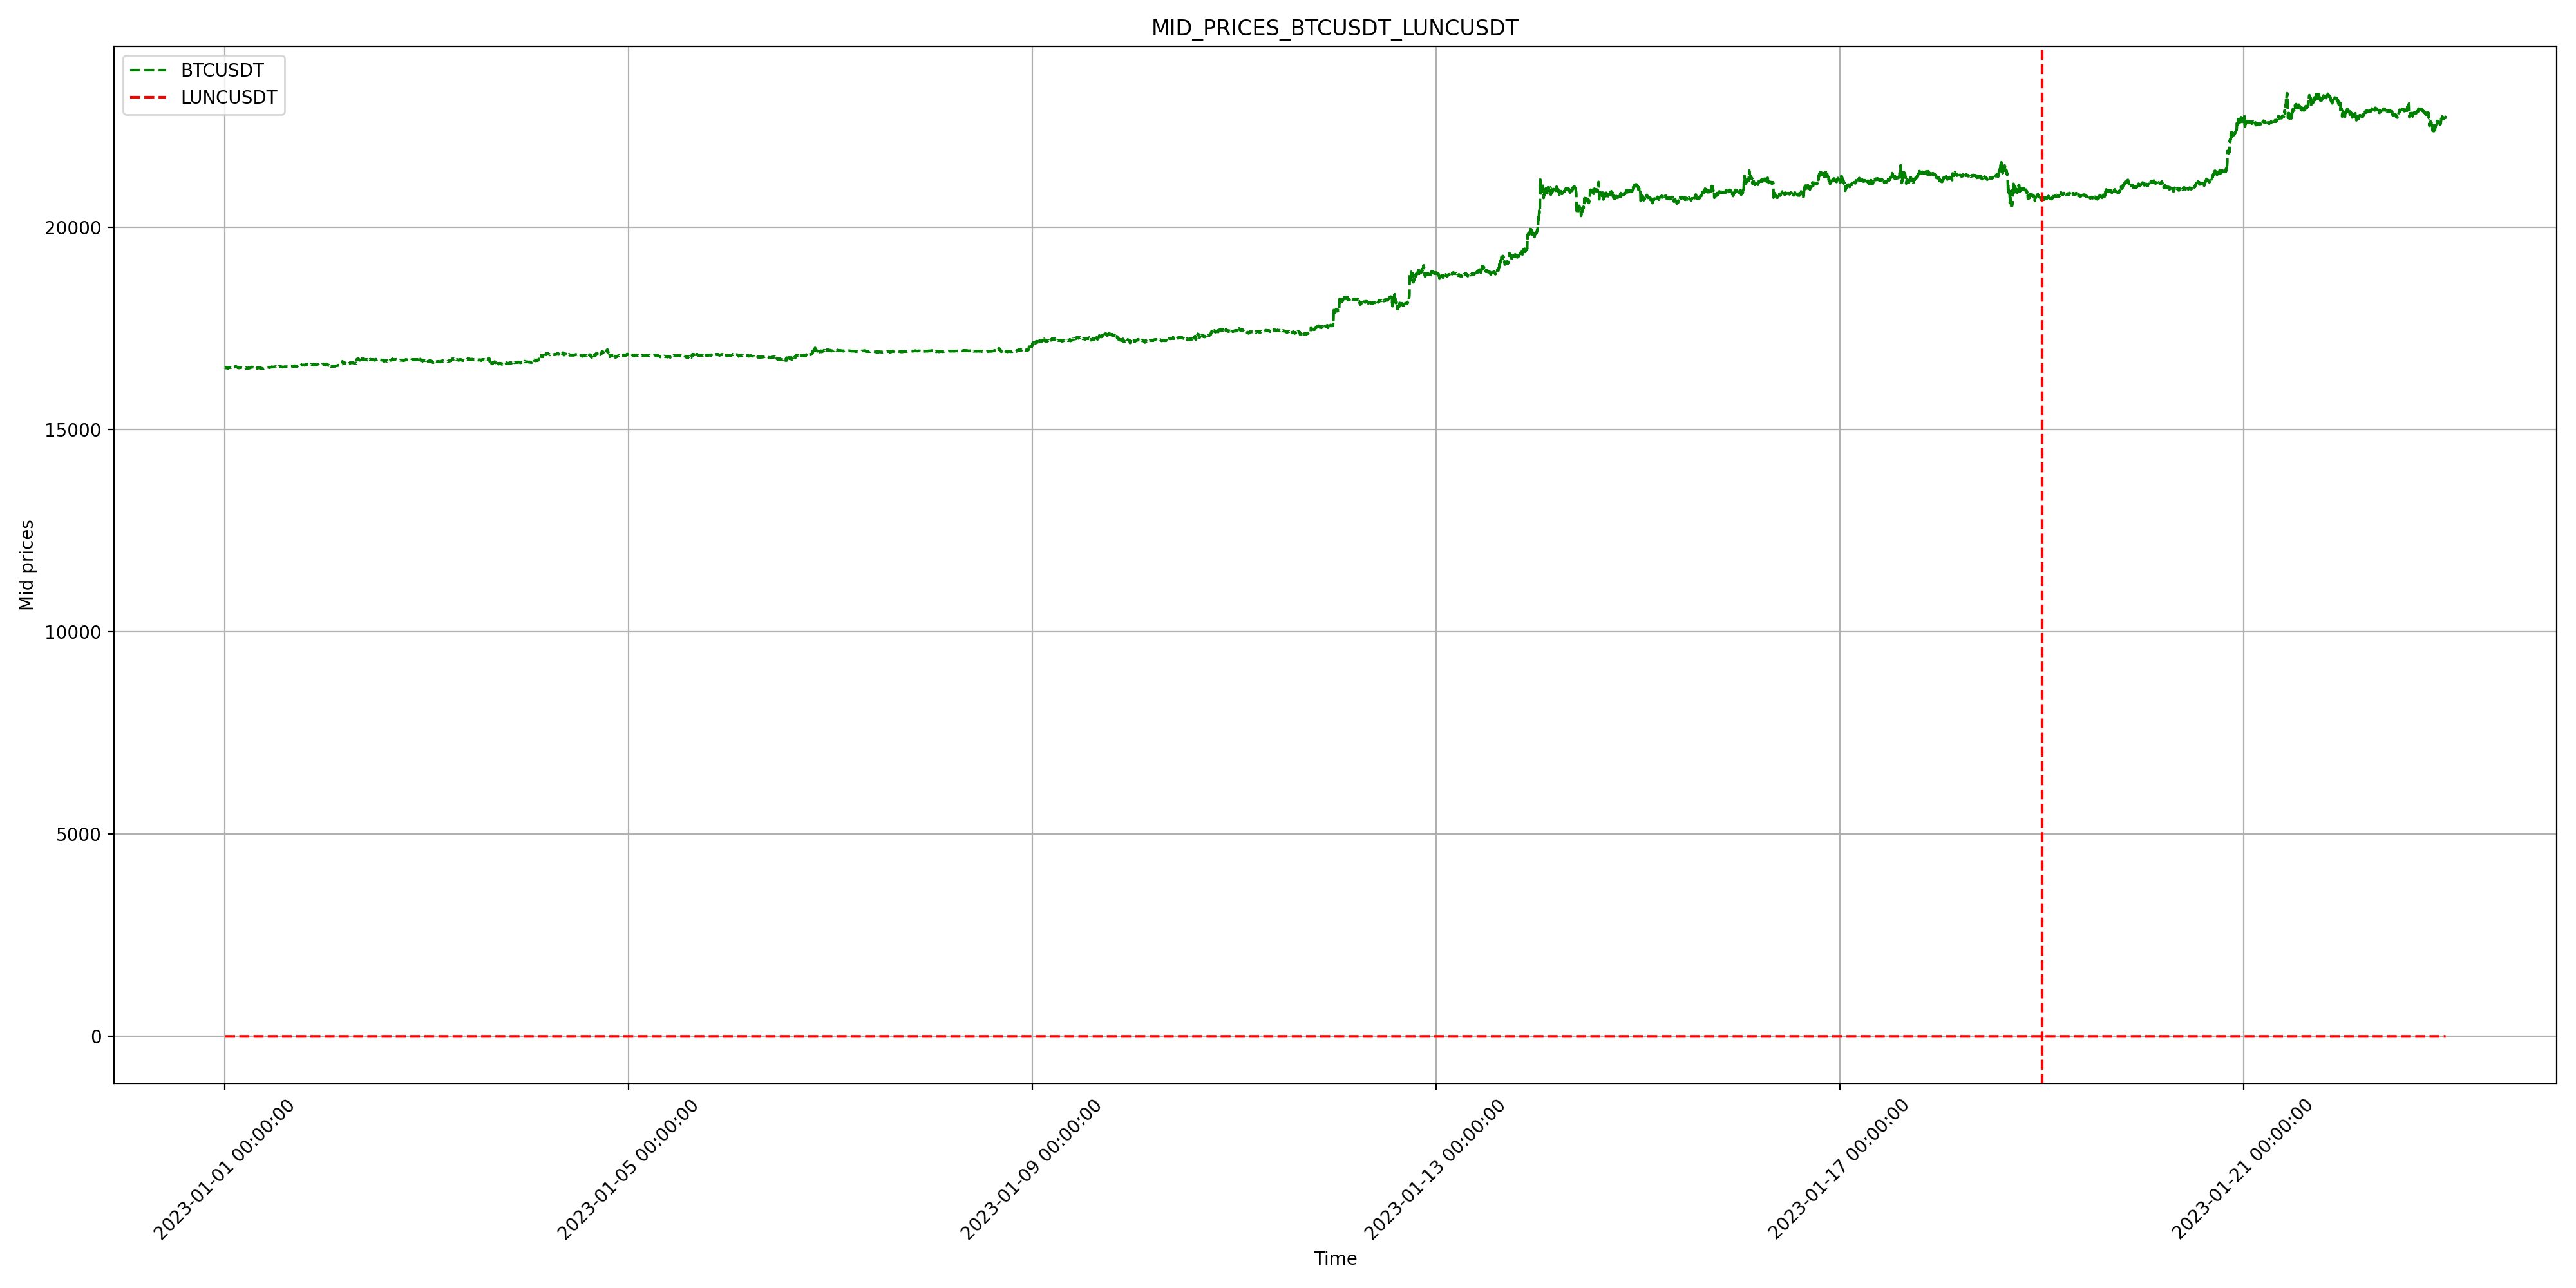 MID_PRICES_BTCUSDT_LUNCUSDT
BTCUSDT
LUNCUSDT
Mid prices
20000
15000
10000
5000
0
2023-01-01 00:00:00
2023-01-05 00:00:00
2023-01-09 00:00:00
2023-01-13 00:00:00
2023-01-17 00:00:00
2023-01-21 00:00:00
Time